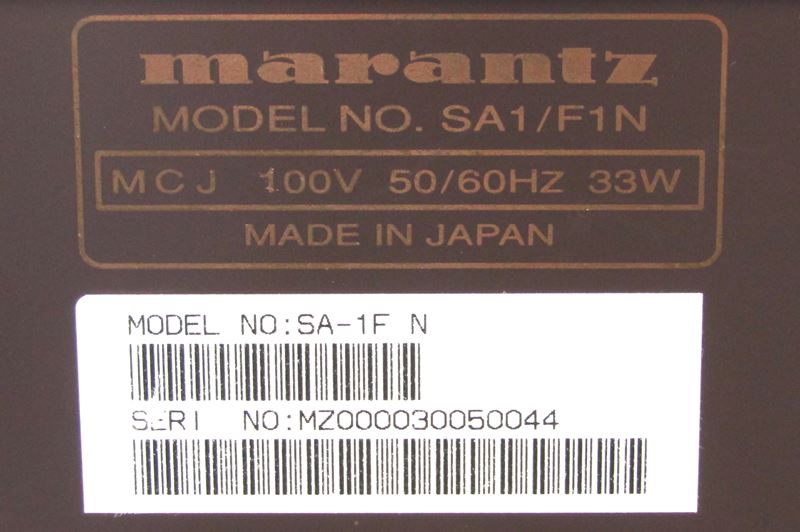 marantz
MODEL NO. SA1/F1N
MCJ 100V 50/60HZ 33W
MADE IN JAPAN
MODEL NO:SA-1F N
SERI NO:MZ000030050044